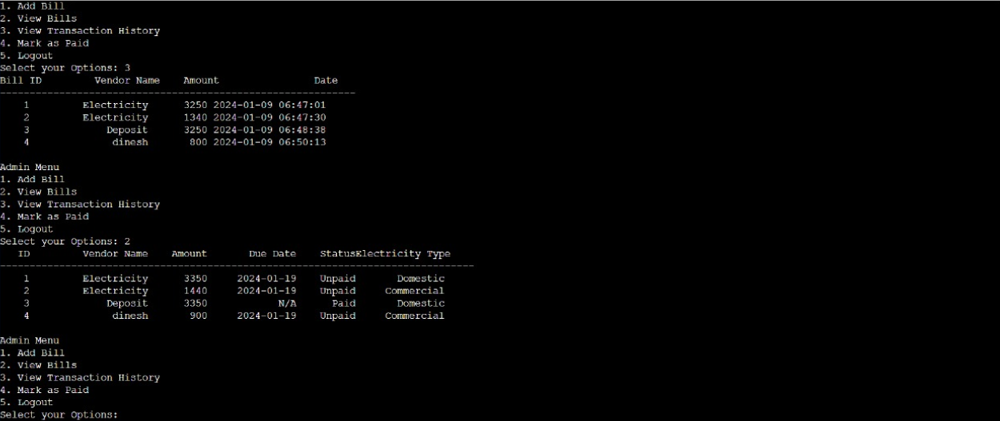 1. Add Bill
2. View Bills
3. View Transaction History
4. Mark as Paid
5. Logout
Select your Options: 3
Bill ID Vendor Name Amount Date
------------------------------------------------------------
1 Electricity 3250 2024-01-09 06:47:01
2 Electricity 1340 2024-01-09 06:47:30
3 Deposit 3250 2024-01-09 06:48:38
4 dinesh 800 2024-01-09 06:50:13
Admin Menu
1. Add Bill
2. View Bills
3. View Transaction History
4. Mark as Paid
5. Logout
Select your Options: 2
ID Vendor Name Amount Due Date StatusElectricity Type
--------------------------------------------------------------------------------
1 Electricity 3350 2024-01-19 Unpaid Domestic
2 Electricity 1440 2024-01-19 Unpaid Commercial
3 Deposit 3350 N/A Paid Domestic
4 dinesh 900 2024-01-19 Unpaid Commercial
Admin Menu
1. Add Bill
2. View Bills
3. View Transaction History
4. Mark as Paid
5. Logout
Select your Options: